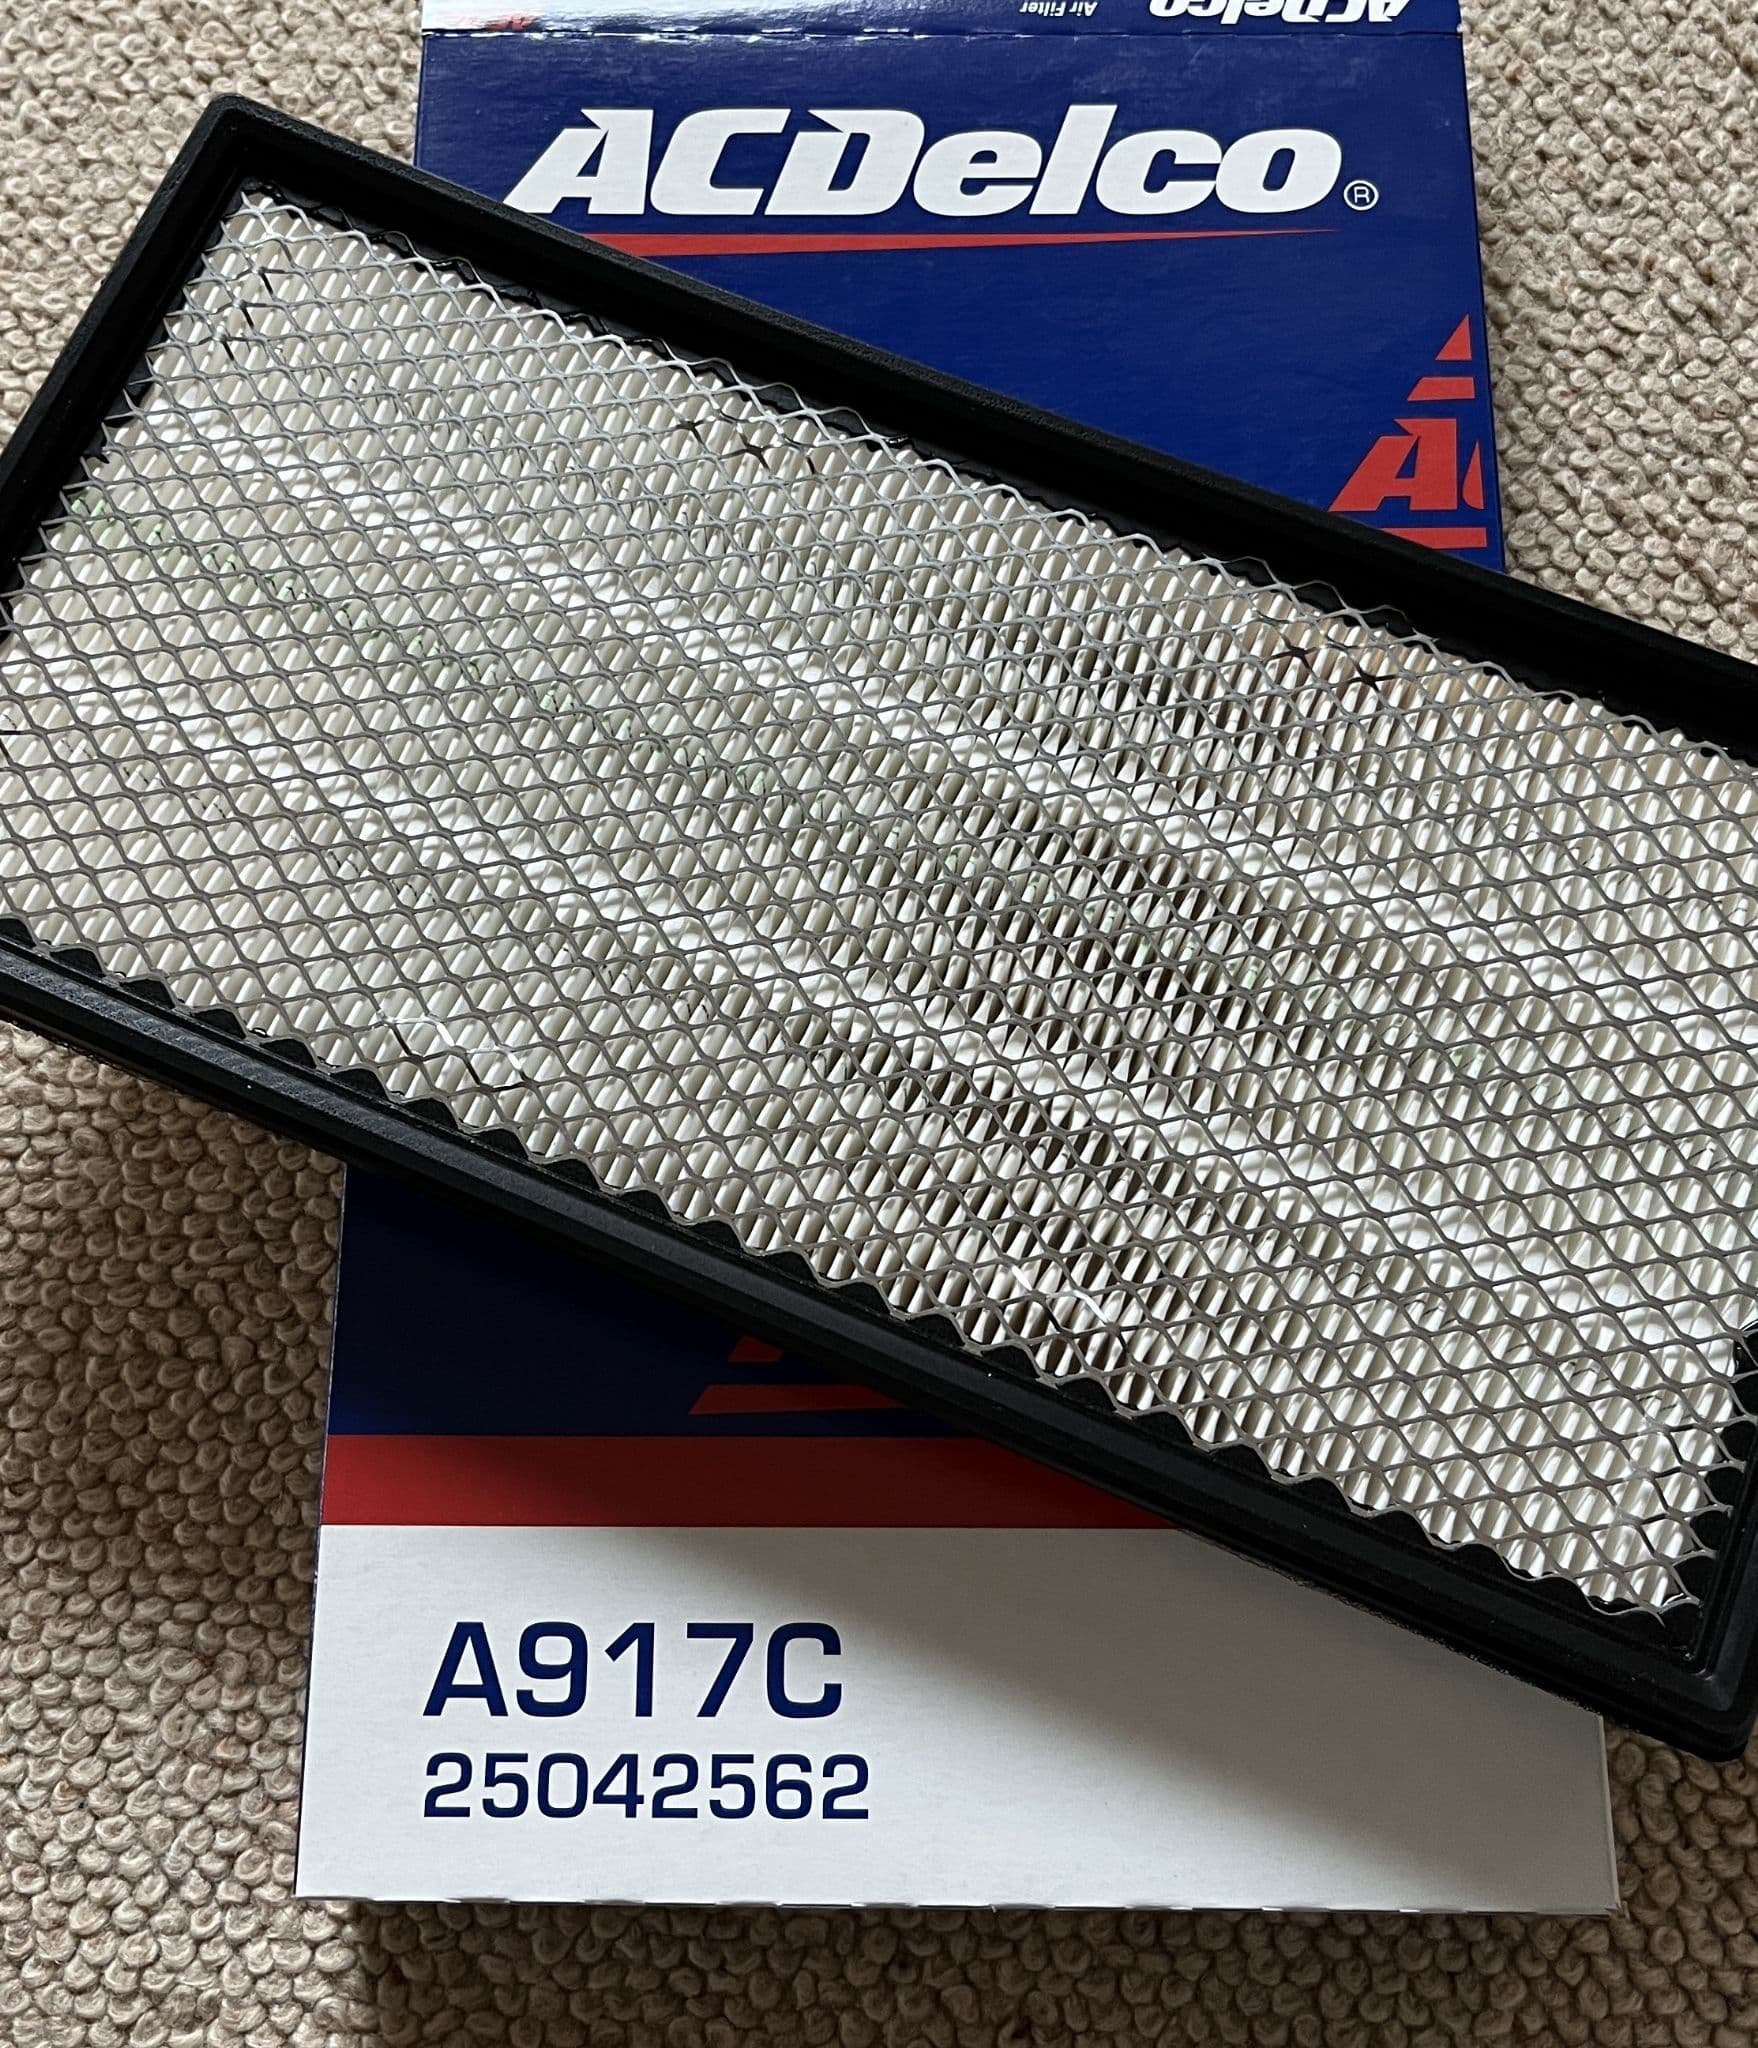 ACDelco
Air Filter
ACDelco®
A
A917C
25042562